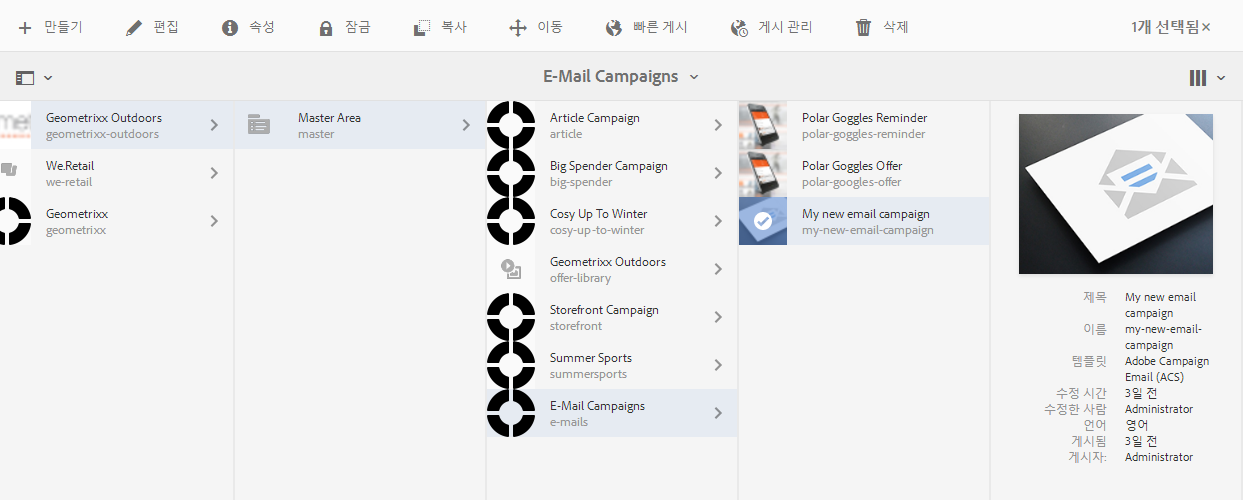 만들기
편집
속성
잠금
복사
이동
빠른 게시
게시 관리
삭제
1개 선택됨×
E-Mail Campaigns
Geometrixx Outdoors
geometrixx-outdoors
We.Retail
we-retail
Geometrixx
geometrixx
Master Area
master
Article Campaign
article
Big Spender Campaign
big-spender
Cosy Up To Winter
cosy-up-to-winter
Geometrixx Outdoors
offer-library
Storefront Campaign
storefront
Summer Sports
summersports
E-Mail Campaigns
e-mails
Polar Goggles Reminder
polar-goggles-reminder
Polar Goggles Offer
polar-googles-offer
My new email campaign
my-new-email-campaign
제목 My new email
campaign
이름 my-new-email-
campaign
템플릿 Adobe Campaign
Email (ACS)
수정 시간 3일 전
수정한 사람 Administrator
언어 영어
게시됨 3일 전
게시자: Administrator